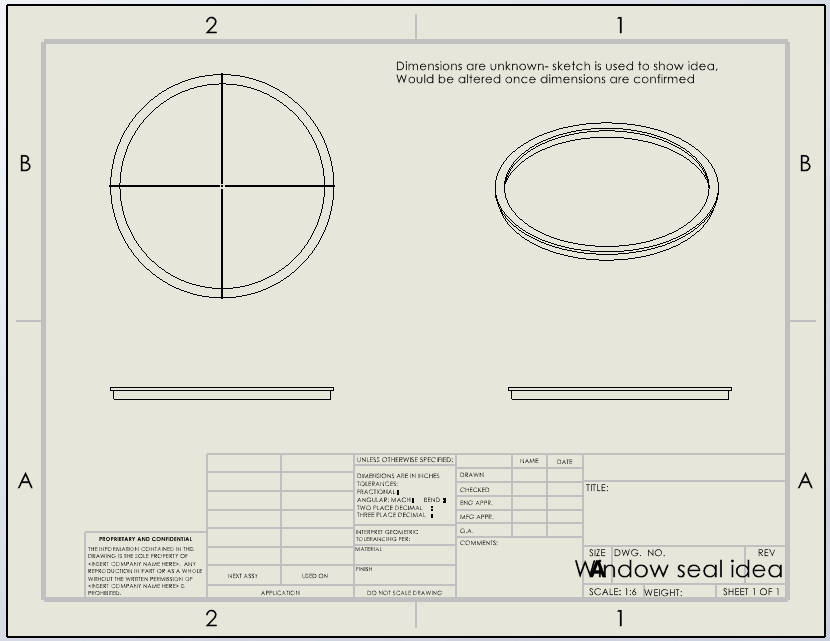 2 1
Dimensions are unknown- sketch is used to show idea,
Would be altered once dimensions are confirmed
B B
A A
UNLESS OTHERWISE SPECIFIED:
DIMENSIONS ARE IN INCHES
TOLERANCES:
FRACTIONAL
ANGULAR: MACH BEND
TWO PLACE DECIMAL
THREE PLACE DECIMAL
INTERPRET GEOMETRIC
TOLERANCING PER:
MATERIAL
FINISH
DO NOT SCALE DRAWING
NAME DATE
DRAWN
CHECKED
ENG APPR.
MFG APPR.
Q.A.
COMMENTS:
TITLE:
SIZE DWG. NO. REV
A
Window seal idea
SCALE: 1:6 WEIGHT: SHEET 1 OF 1
PROPRIETARY AND CONFIDENTIAL
THE INFORMATION CONTAINED IN THIS
DRAWING IS THE SOLE PROPERTY OF
<INSERT COMPANY NAME HERE>. ANY
REPRODUCTION IN PART OR AS A WHOLE
WITHOUT THE WRITTEN PERMISSION OF
<INSERT COMPANY NAME HERE> IS
PROHIBITED.
NEXT ASSY USED ON
APPLICATION
2 1